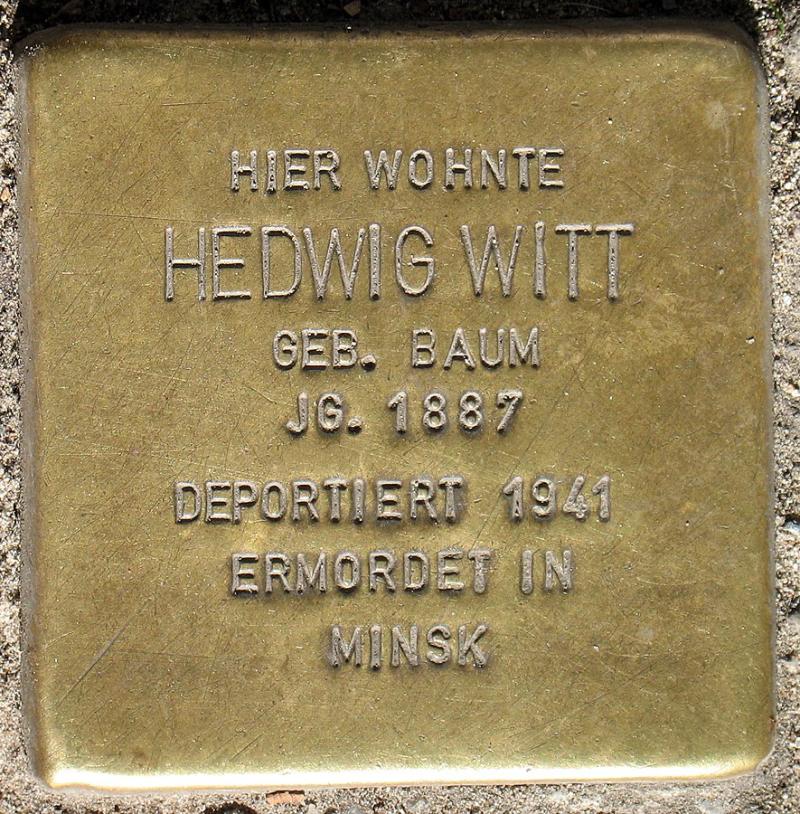 HIER WOHNTE
HEDWIG WITT
GEB. BAUM
JG. 1887
DEPORTIERT 1941
ERMORDET IN
MINSK